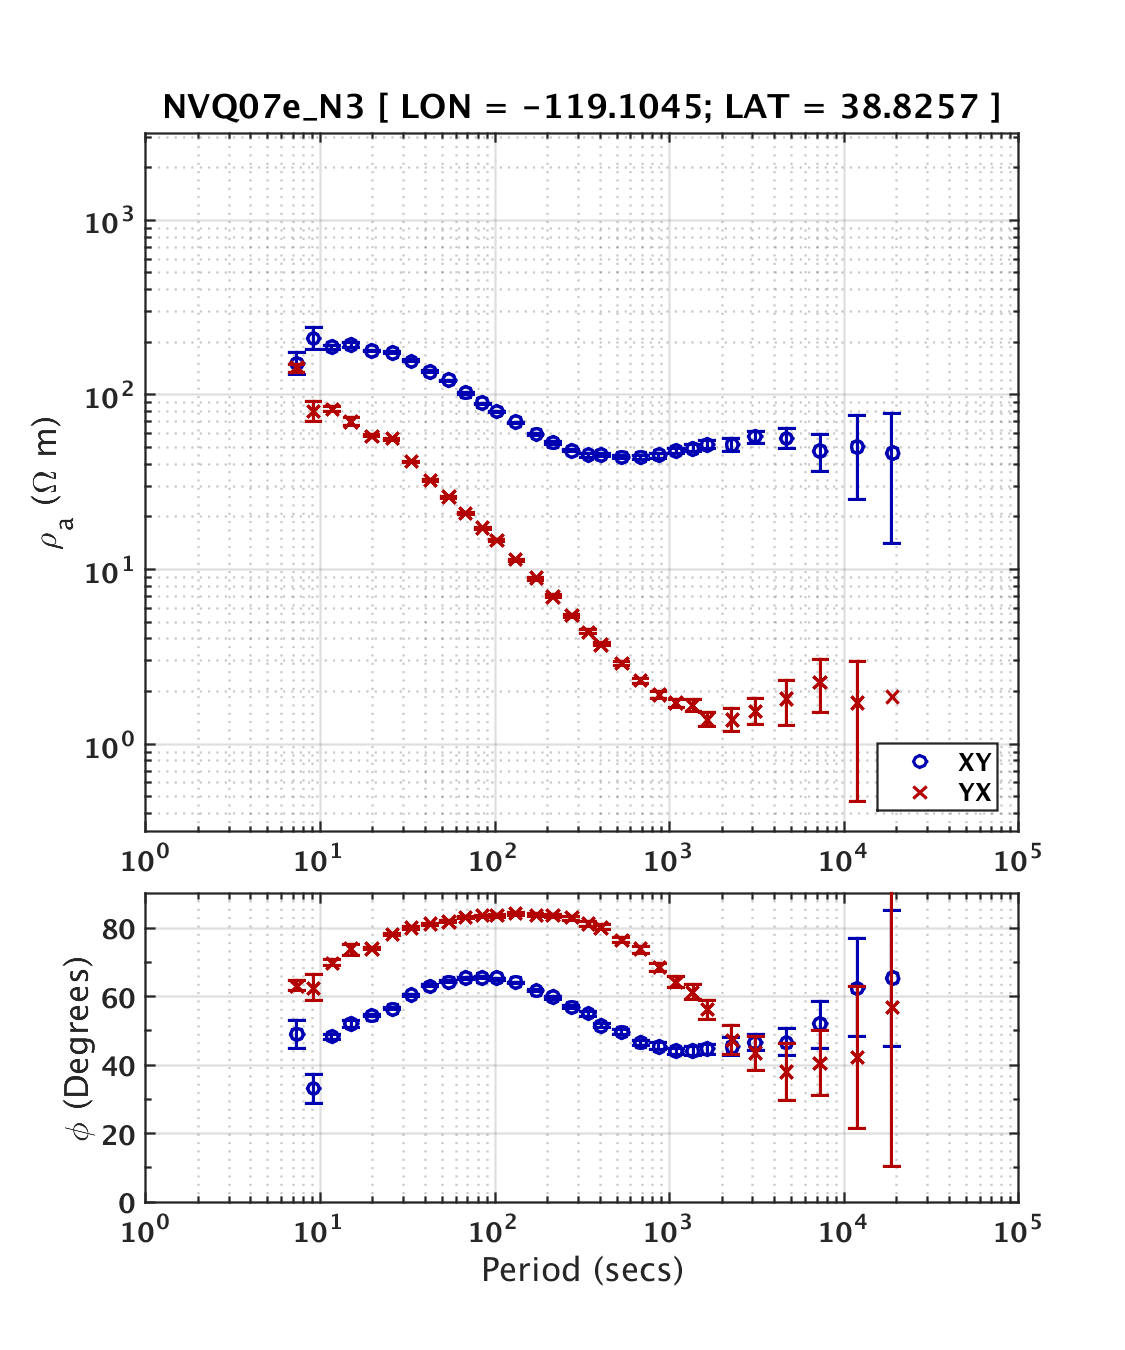 NVQ07e_N3 [ LON = -119.1045; LAT = 38.8257 ]
10³
10²
10¹
10⁰
ρₐ (Ω m)
XY
YX
10⁰ 10¹ 10² 10³ 10⁴ 10⁵
80
60
40
20
0
ϕ (Degrees)
10⁰ 10¹ 10² 10³ 10⁴ 10⁵
Period (secs)